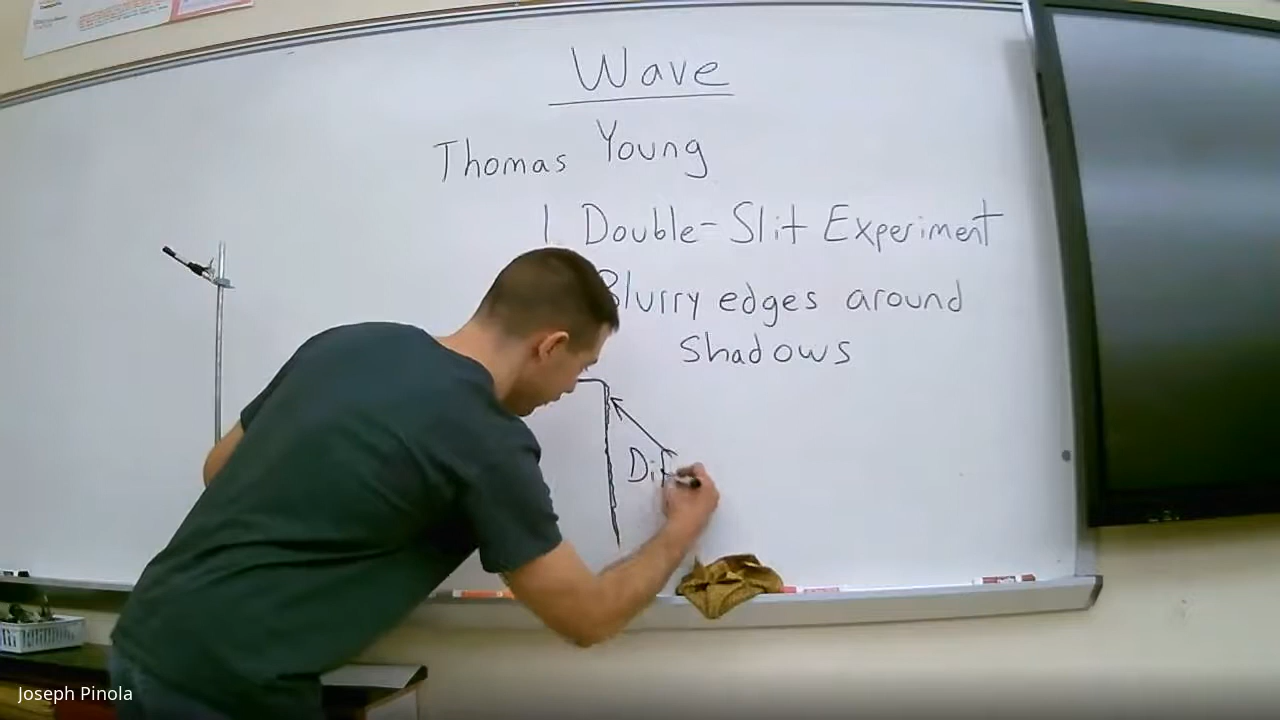 Wave
Thomas Young
1 Double-Slit Experiment
Blurry edges around
shadows
Dif
Joseph Pinola